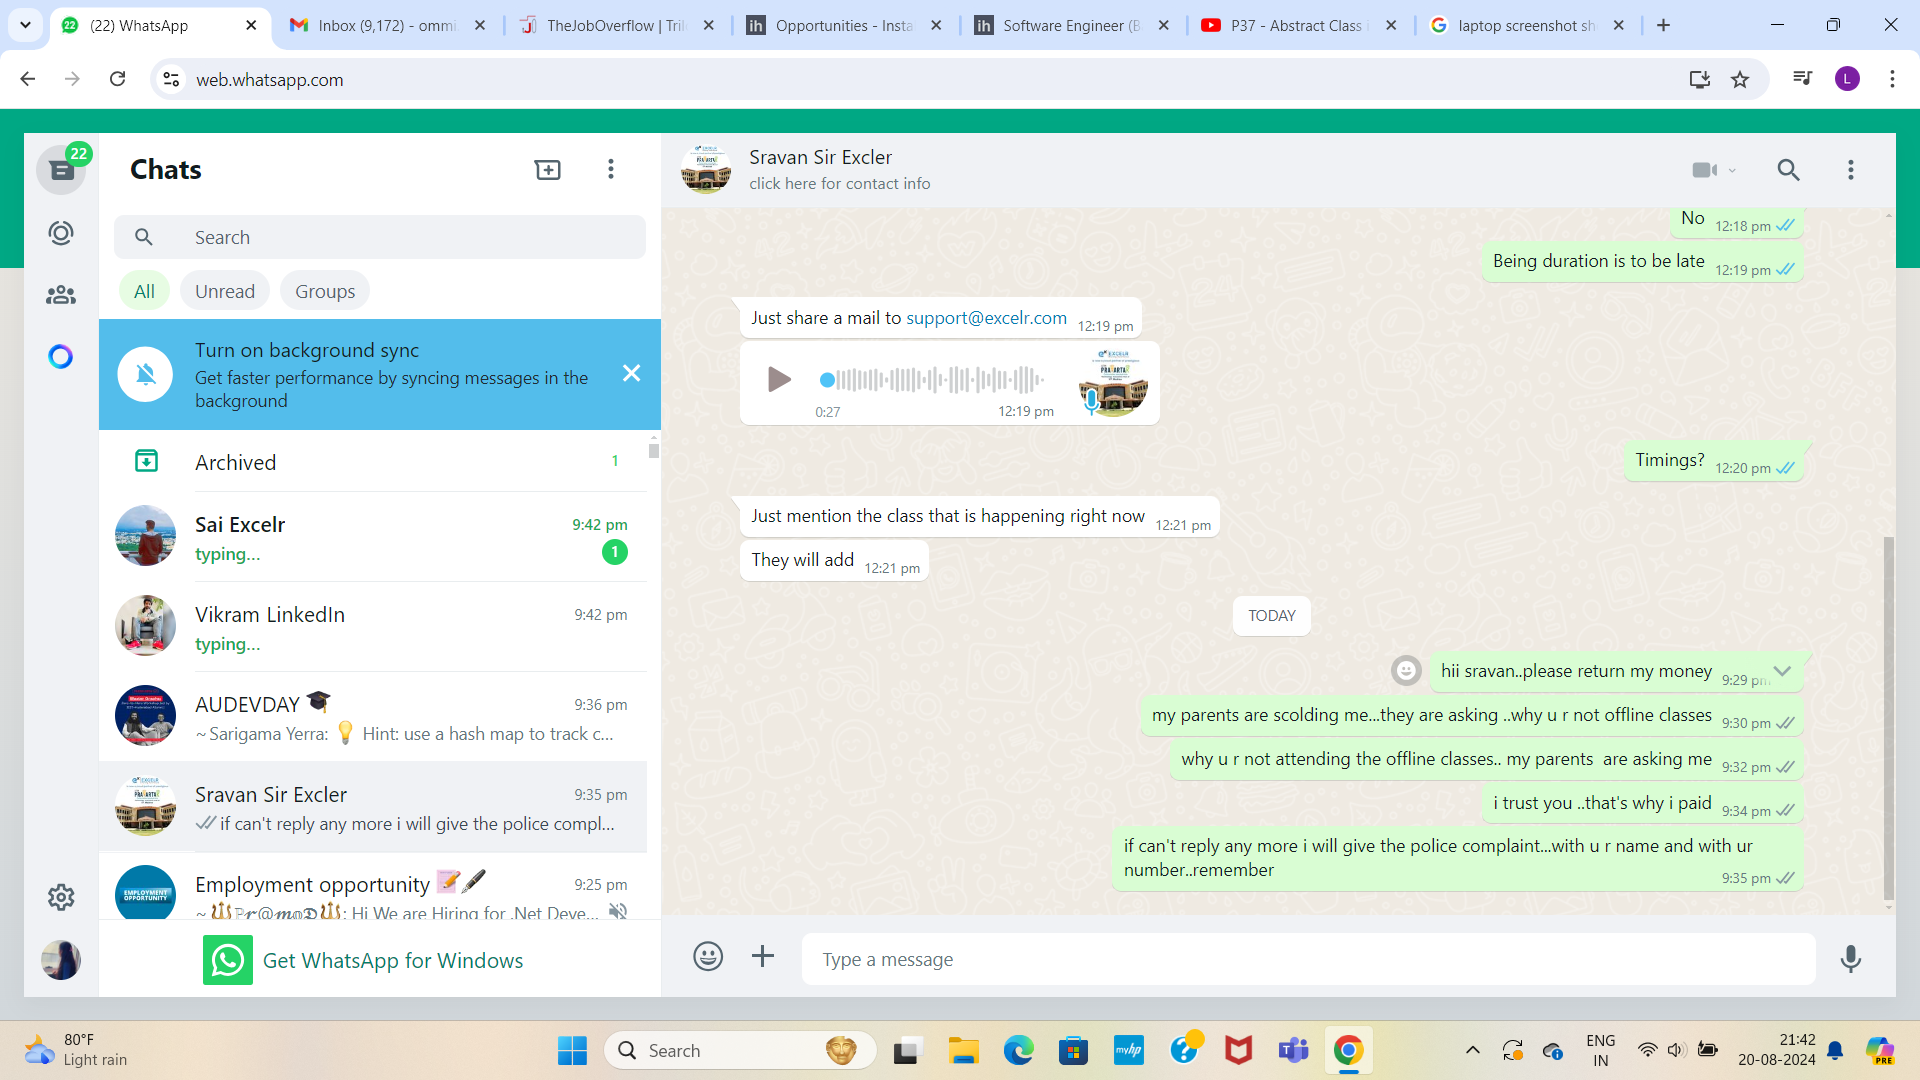 (22) WhatsApp
Inbox (9,172) - ommi
TheJobOverflow | Tril
Opportunities - Insta
Software Engineer (B
P37 - Abstract Class i
laptop screenshot sh
web.whatsapp.com
L
22
Chats
Search
All
Unread
Groups
Turn on background sync
Get faster performance by syncing messages in the
background
Archived
1
Sai Excelr
9:42 pm
typing...
1
Vikram LinkedIn
9:42 pm
typing...
AUDEVDAY 🎓
9:36 pm
~ Sarigama Yerra: 💡 Hint: use a hash map to track c...
Sravan Sir Excler
9:35 pm
if can't reply any more i will give the police compl...
Employment opportunity 📝🖋
9:25 pm
~ 🔱ℙ𝓻@𝓶𝓸𝕯🔱: Hi We are Hiring for .Net Deve...
Get WhatsApp for Windows
Sravan Sir Excler
click here for contact info
No
12:18 pm
Being duration is to be late
12:19 pm
Just share a mail to support@excelr.com
12:19 pm
0:27
12:19 pm
Timings?
12:20 pm
Just mention the class that is happening right now
12:21 pm
They will add
12:21 pm
TODAY
hii sravan..please return my money
9:29 pm
my parents are scolding me...they are asking ..why u r not offline classes
9:30 pm
why u r not attending the offline classes.. my parents  are asking me
9:32 pm
i trust you ..that's why i paid
9:34 pm
if can't reply any more i will give the police complaint...with u r name and with ur
number..remember
9:35 pm
Type a message
80°F
Light rain
Search
myhp
ENG
IN
21:42
20-08-2024
PRE